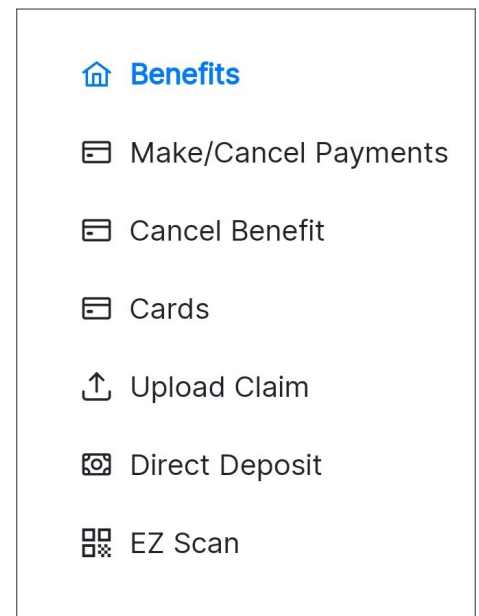 Benefits
Make/Cancel Payments
Cancel Benefit
Cards
Upload Claim
Direct Deposit
EZ Scan